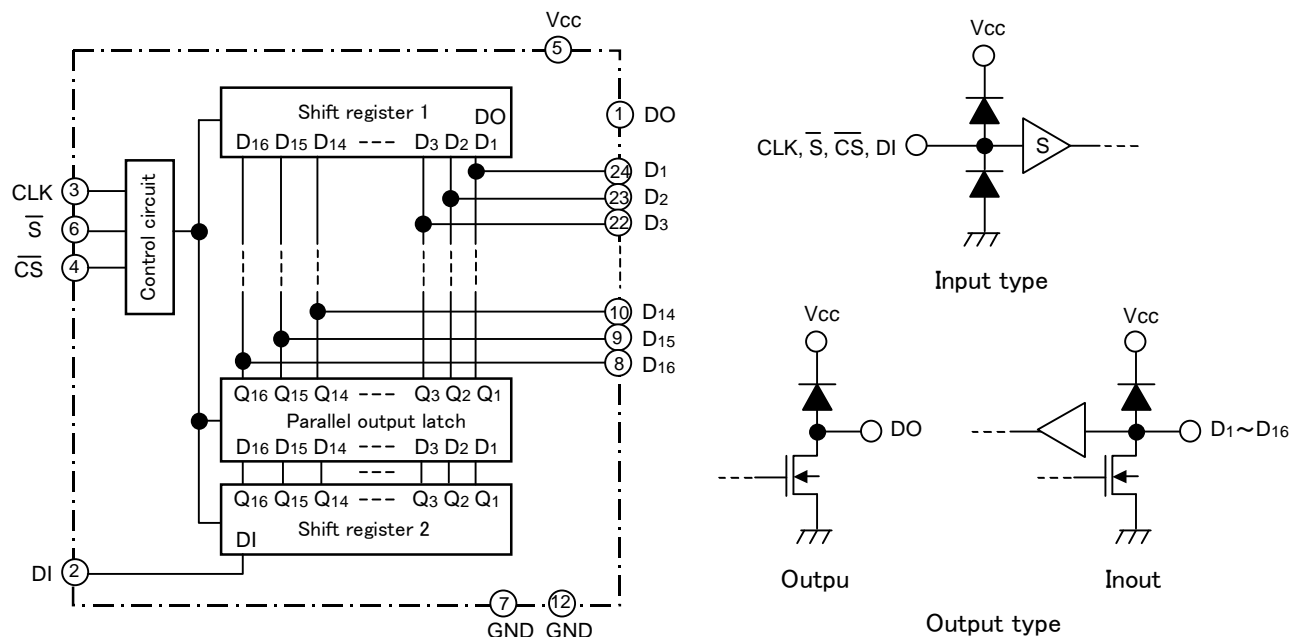 Vcc
5
Shift register 1
DO
D16 D15 D14 --- D3 D2 D1
1 DO
24 D1
23 D2
22 D3
CLK 3
S̅ 6
C̅S̅ 4
Control circuit
10 D14
9 D15
8 D16
Q16 Q15 Q14 --- Q3 Q2 Q1
Parallel output latch
D16 D15 D14 --- D3 D2 D1
Q16 Q15 Q14 --- Q3 Q2 Q1
Shift register 2
DI
DI 2
7 12
GND GND
Vcc
CLK, S̅, C̅S̅, DI
S
Input type
Vcc
DO
Outpu
Vcc
D1~D16
Inout
Output type